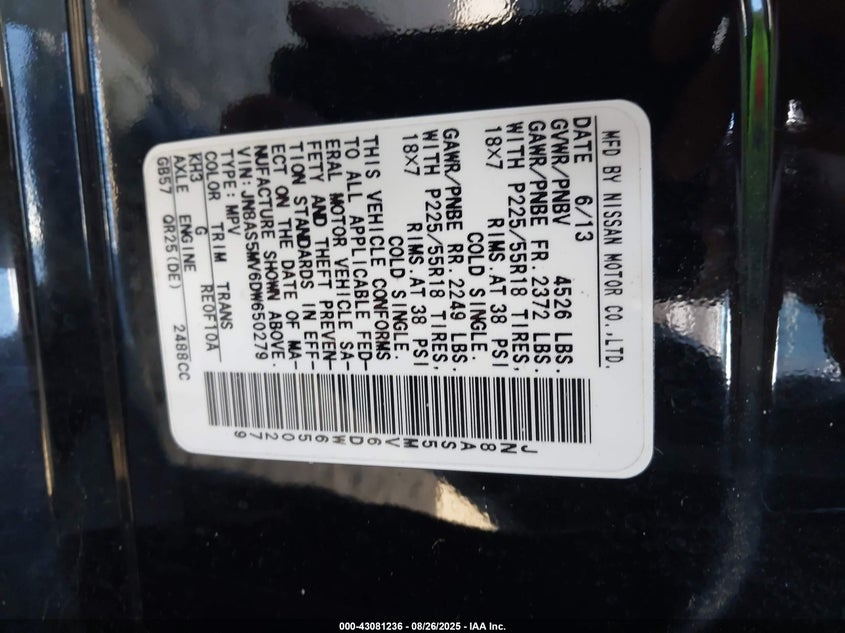 MFD BY NISSAN MOTOR CO.,LTD.
DATE 6/13
GVWR/PNBV 4526 LBS.
GAWR/PNBE FR. 2372 LBS.
WITH P225/55R18 TIRES,
18X7 RIMS.AT 38 PSI
COLD SINGLE.
GAWR/PNBE RR. 2249 LBS.
WITH P225/55R18 TIRES,
18X7 RIMS.AT 38 PSI
COLD SINGLE.
THIS VEHICLE CONFORMS
TO ALL APPLICABLE FED-
ERAL MOTOR VEHICLE SA-
FETY AND THEFT PREVEN-
TION STANDARDS IN EFF-
ECT ON THE DATE OF MA-
NUFACTURE SHOWN ABOVE.
VIN: JN8AS5MV6DW650279
TYPE: MPV
COLOR TRIM TRANS
KH3 G RE0F10A
AXLE ENGINE
GB57 QR25(DE) 2488CC
JN8AS5MV6DW650279
000-43081236 - 08/26/2025 - IAA Inc.